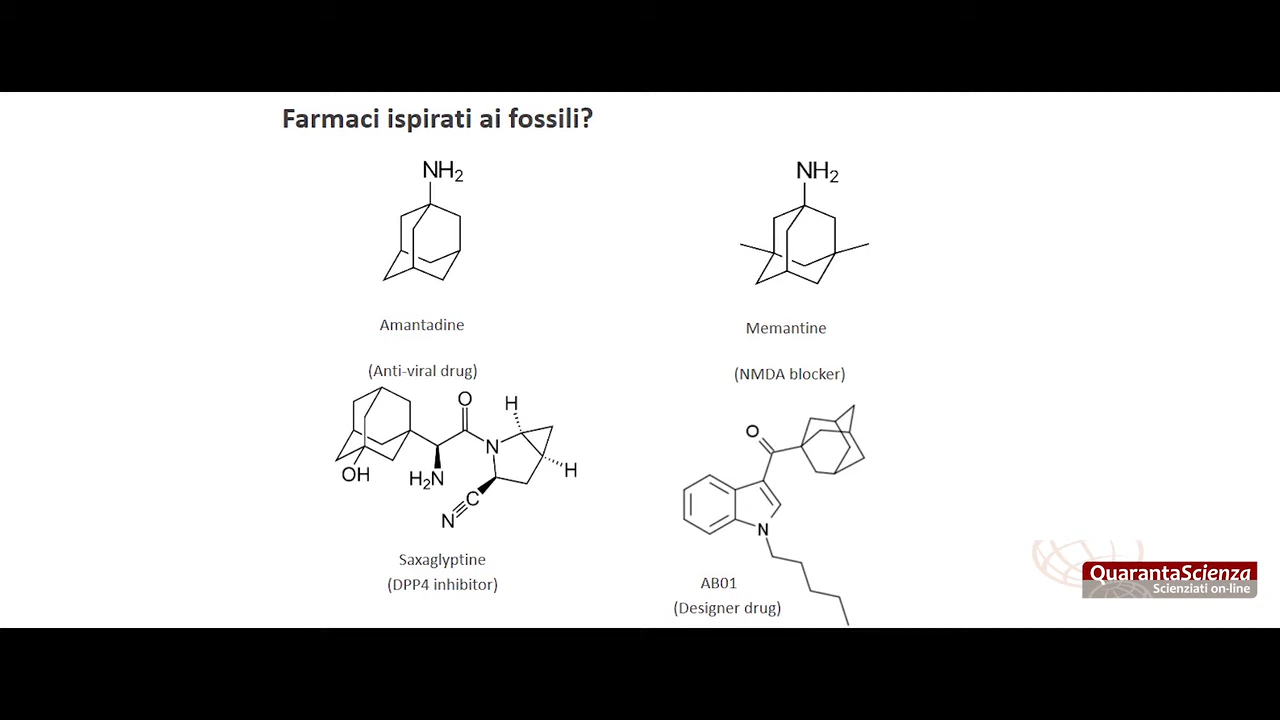 Farmaci ispirati ai fossili?
NH2
Amantadine
(Anti-viral drug)
NH2
Memantine
(NMDA blocker)
O
H
N
H
OH
H2N
C
N
Saxaglyptine
(DPP4 inhibitor)
O
N
AB01
(Designer drug)
QuarantaScienza
Scienziati on-line